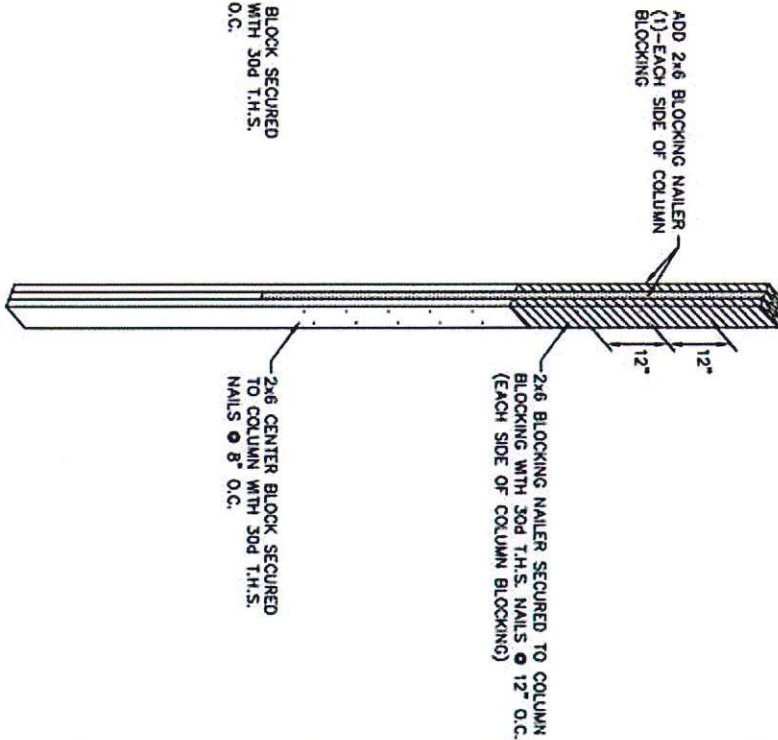 ADD 2x6 BLOCKING NAILER
(1)-EACH SIDE OF COLUMN
BLOCKING
12"
12"
2x6 BLOCKING NAILER SECURED TO COLUMN
BLOCKING WITH 30d T.H.S. NAILS @ 12" O.C.
(EACH SIDE OF COLUMN BLOCKING)
BLOCK SECURED
WITH 30d T.H.S.
O.C.
2x6 CENTER BLOCK SECURED
TO COLUMN WITH 30d T.H.S.
NAILS @ 8" O.C.